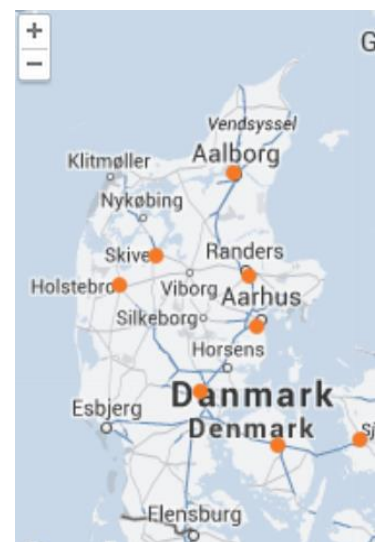 +
G
−
Vendsyssel
Klitmøller
Aalborg
Nykøbing
Skive
Randers
Holstebro
Viborg
Aarhus
Silkeborg
Horsens
Danmark
Esbjerg
Denmark
Sj
Flensburg